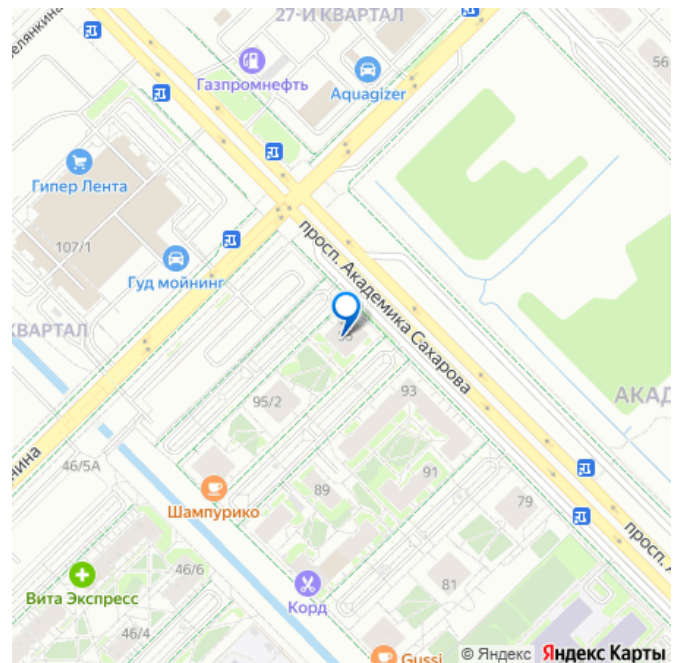 27-Й КВАРТАЛ
Газпромнефть
Aquagizer
56
Гипер Лента
107/1
Гуд мойнинг
просп. Академика Сахарова
КВАРТАЛ
95/2
93
АКАД
46/5А
Шампурико
89
91
79
просп.
46/6
Вита Экспресс
Корд
81
46/4
Gussi
© Яндекс Яндекс Карты